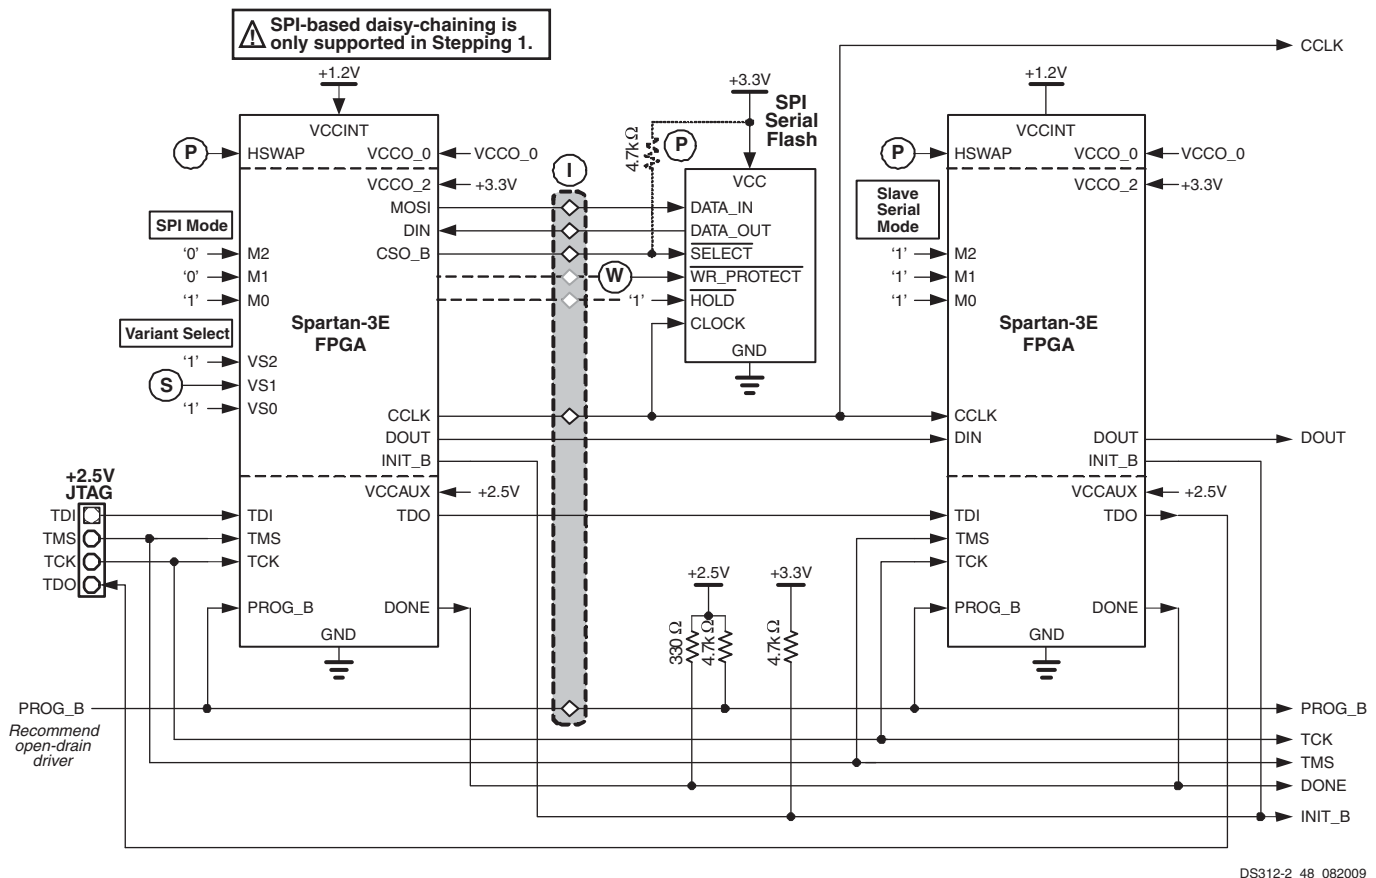 SPI-based daisy-chaining is
only supported in Stepping 1.
CCLK
+1.2V
+3.3V
+1.2V
SPI
Serial
Flash
4.7kΩ
P
VCCINT
P
HSWAP
VCCO_0
VCCO_0
I
VCCO_2
+3.3V
MOSI
DIN
CSO_B
SPI Mode
'0'
M2
'0'
M1
'1'
M0
Variant Select
'1'
VS2
S
VS1
'1'
VS0
Spartan-3E
FPGA
W
'1'
VCC
DATA_IN
DATA_OUT
SELECT
WR_PROTECT
HOLD
CLOCK
GND
VCCINT
P
HSWAP
VCCO_0
VCCO_0
VCCO_2
+3.3V
Slave
Serial
Mode
'1'
M2
'1'
M1
'1'
M0
Spartan-3E
FPGA
CCLK
DOUT
INIT_B
CCLK
DIN
DOUT
INIT_B
DOUT
+2.5V
JTAG
TDI
TMS
TCK
TDO
TDI
TMS
TCK
VCCAUX
+2.5V
TDO
TDI
TMS
TCK
VCCAUX
+2.5V
TDO
PROG_B
DONE
GND
+2.5V
+3.3V
330 Ω
4.7kΩ
4.7kΩ
PROG_B
DONE
GND
PROG_B
Recommend
open-drain
driver
PROG_B
TCK
TMS
DONE
INIT_B
DS312-2_48_082009